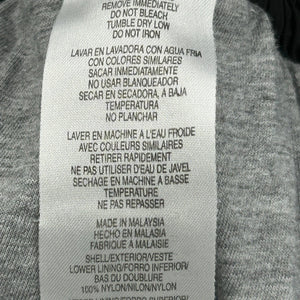 REMOVE IMMEDIATELY
DO NOT BLEACH
TUMBLE DRY LOW
DO NOT IRON
LAVAR EN LAVADORA CON AGUA FRIA
CON COLORES SIMILARES
SACAR INMEDIATAMENTE
NO USAR BLANQUEADOR
SECAR EN SECADORA, A BAJA
TEMPERATURA
NO PLANCHAR
LAVER EN MACHINE A L'EAU FROIDE
AVEC COULEURS SIMILAIRES
RETIRER RAPIDEMENT
NE PAS UTILISER D'EAU DE JAVEL
SECHAGE EN MACHINE A BASSE
TEMPERATURE
NE PAS REPASSER
MADE IN MALAYSIA
HECHO EN MALASIA
FABRIQUÉ A MALAISIE
SHELL/EXTERIOR/VESTE
LOWER LINING/FORRO INFERIOR/
BAS DU DOUBLURE
100% NYLON/NILON/NYLON